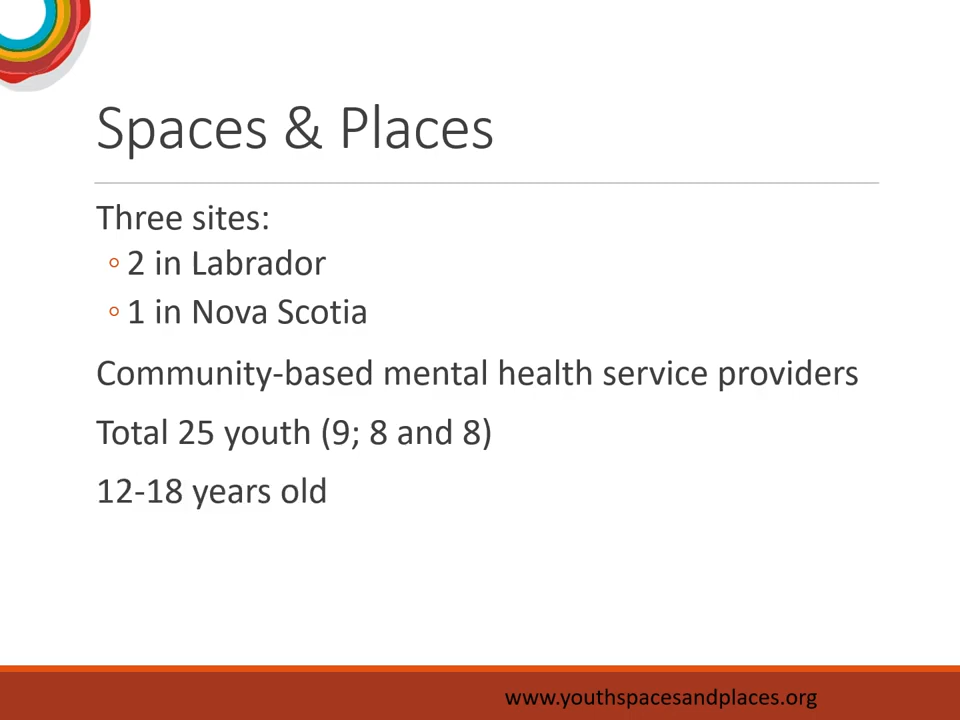 Spaces & Places
Three sites:
◦ 2 in Labrador
◦ 1 in Nova Scotia
Community-based mental health service providers
Total 25 youth (9; 8 and 8)
12-18 years old
www.youthspacesandplaces.org